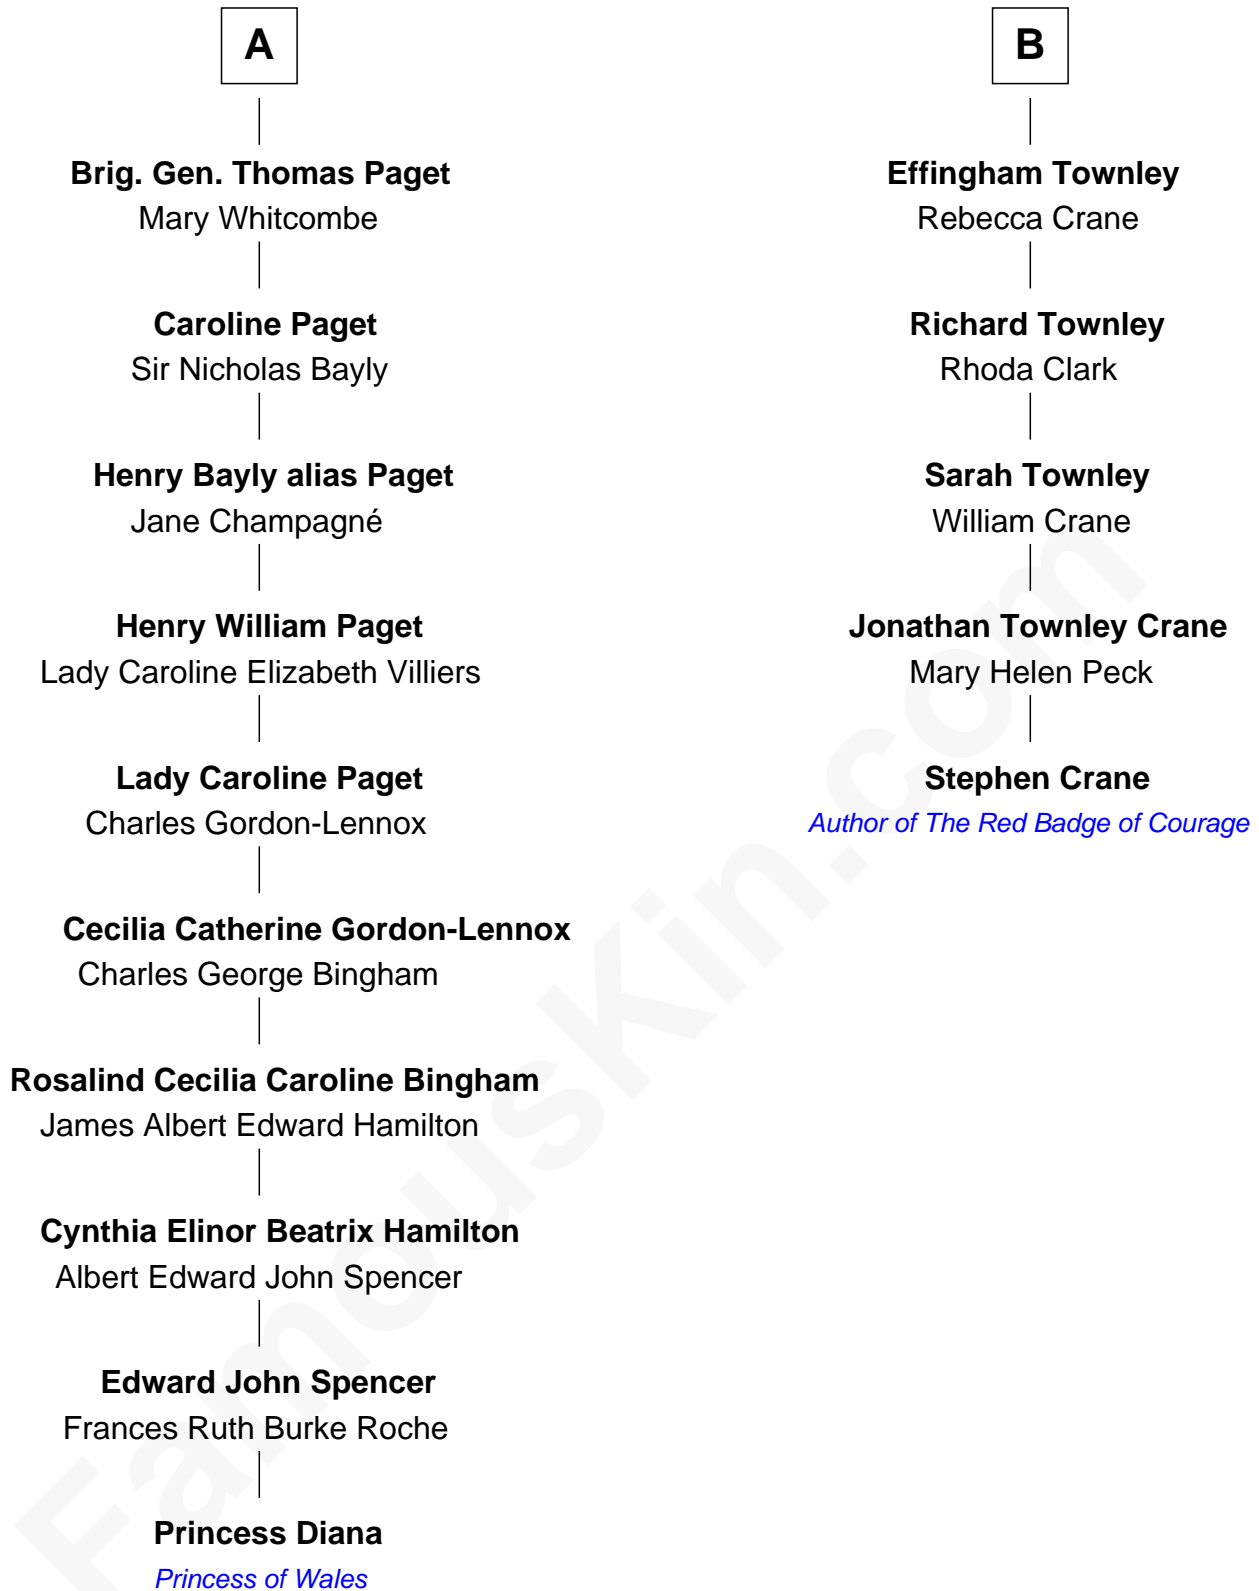 A
Brig. Gen. Thomas Paget
Mary Whitcombe
Caroline Paget
Sir Nicholas Bayly
Henry Bayly alias Paget
Jane Champagné
Henry William Paget
Lady Caroline Elizabeth Villiers
Lady Caroline Paget
Charles Gordon-Lennox
Cecilia Catherine Gordon-Lennox
Charles George Bingham
Rosalind Cecilia Caroline Bingham
James Albert Edward Hamilton
Cynthia Elinor Beatrix Hamilton
Albert Edward John Spencer
Edward John Spencer
Frances Ruth Burke Roche
Princess Diana
Princess of Wales
B
Effingham Townley
Rebecca Crane
Richard Townley
Rhoda Clark
Sarah Townley
William Crane
Jonathan Townley Crane
Mary Helen Peck
Stephen Crane
Author of The Red Badge of Courage
FamousKin.com